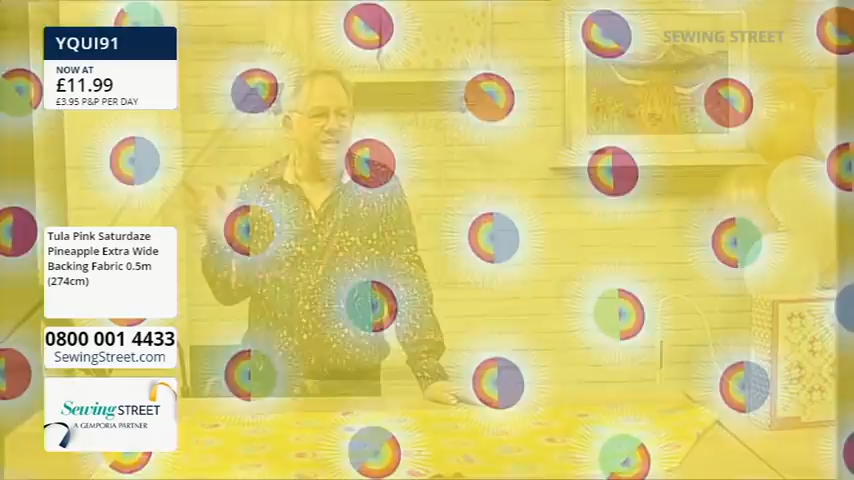 YQUI91
NOW AT
£11.99
£3.95 P&P PER DAY
SEWING STREET
Tula Pink Saturdaze
Pineapple Extra Wide
Backing Fabric 0.5m
(274cm)
0800 001 4433
SewingStreet.com
Sewing STREET
A GEMPORIA PARTNER